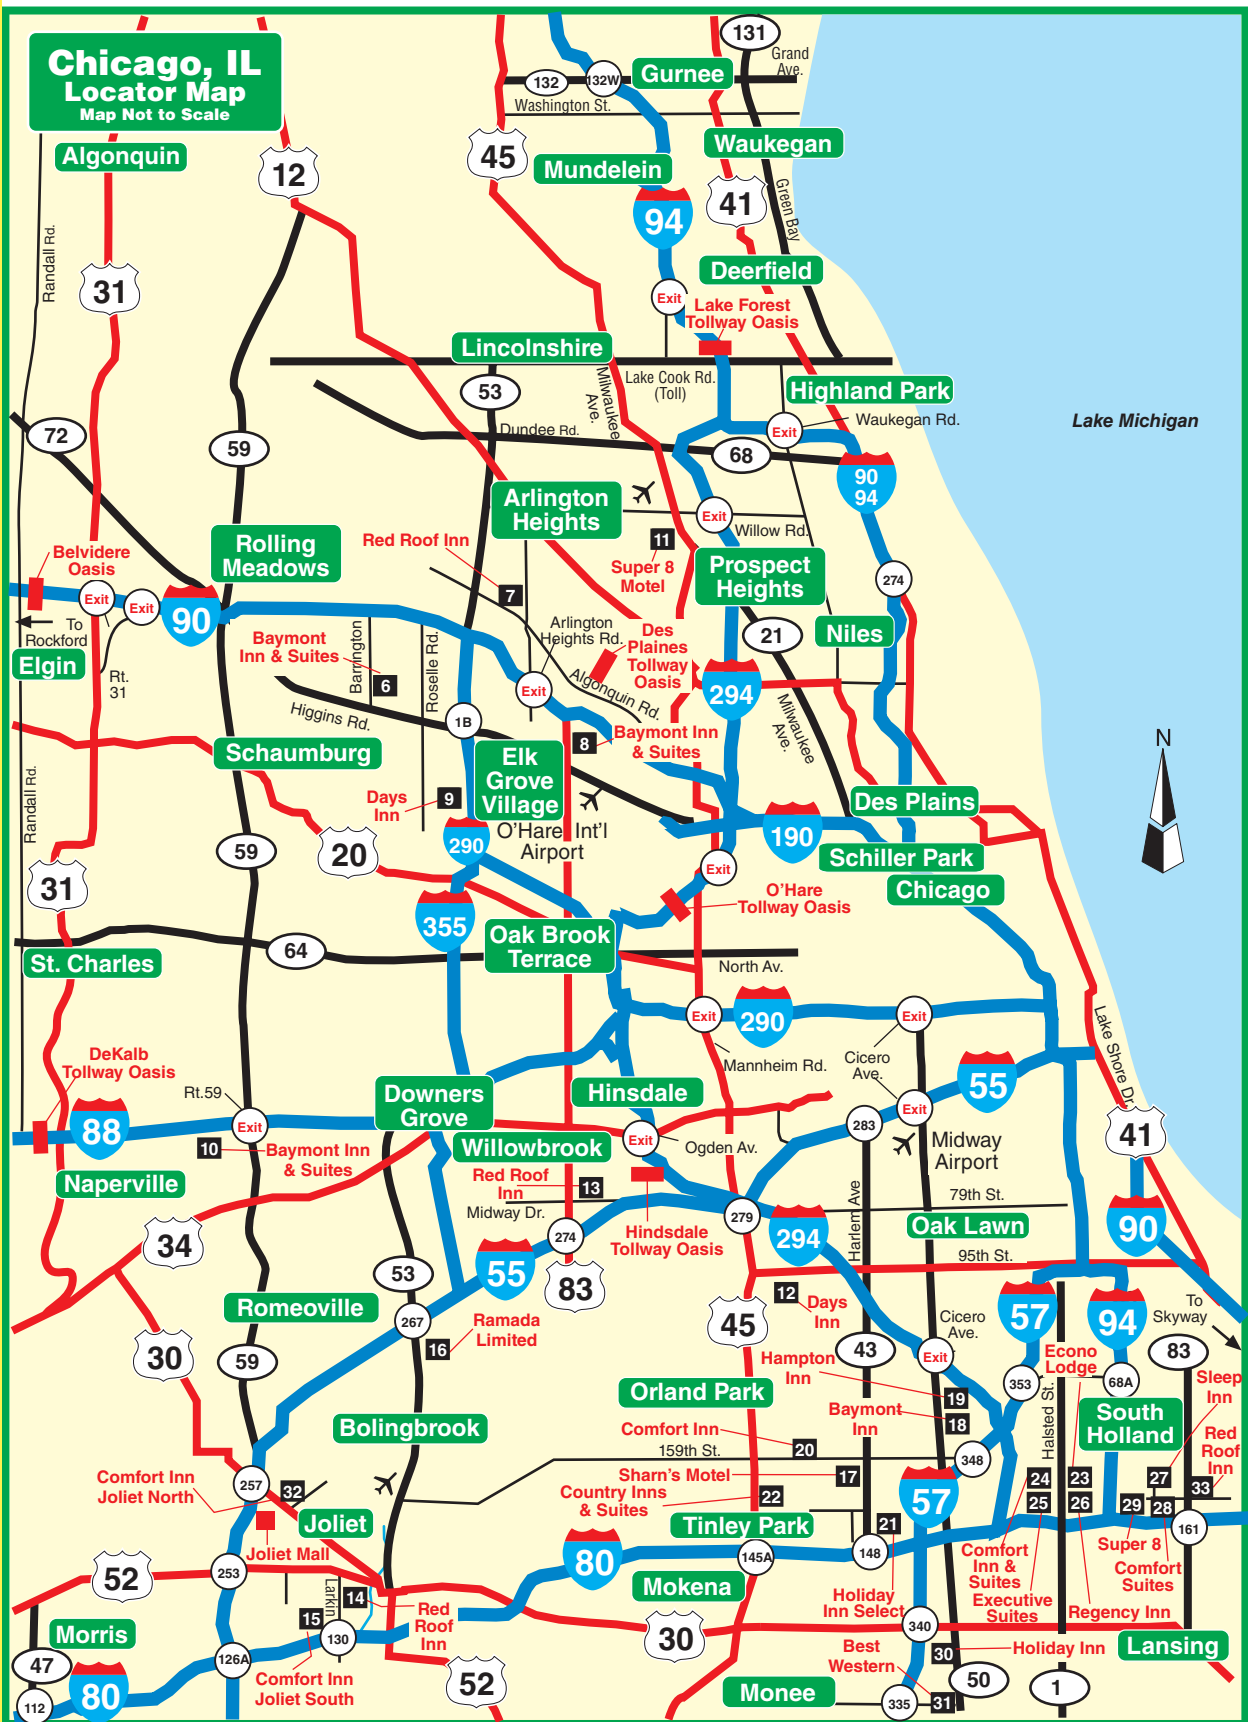 Chicago, IL
Locator Map
Map Not to Scale
131
Grand
Ave.
132
132W
Gurnee
Washington St.
Algonquin
12
45
Mundelein
Waukegan
41
Green Bay
94
Randall Rd.
31
Deerfield
Exit
Lake Forest
Tollway Oasis
Lincolnshire
53
Milwaukee
Ave.
Lake Cook Rd.
(Toll)
Highland Park
Waukegan Rd.
Lake Michigan
72
59
Dundee Rd.
68
Exit
90
94
Arlington
Heights
Exit
Willow Rd.
Rolling
Meadows
Red Roof Inn
11
Super 8
Motel
Prospect
Heights
274
Belvidere
Oasis
Exit
Exit
90
7
To
Rockford
Elgin
Rt.
31
Baymont
Inn & Suites
Barrington
6
Roselle Rd.
Arlington
Heights Rd.
Des
Plaines
Tollway
Oasis
21
Niles
294
Exit
Algonquin Rd.
Higgins Rd.
1B
Milwaukee
Ave.
Schaumburg
Elk
Grove
Village
8
Baymont Inn
& Suites
N
Randall Rd.
Days
Inn
9
O'Hare Int'l
Airport
Des Plains
190
59
20
290
Schiller Park
Exit
31
Chicago
O'Hare
Tollway Oasis
355
64
Oak Brook
Terrace
North Av.
St. Charles
Exit
290
Exit
Lake Shore Dr.
DeKalb
Tollway Oasis
Mannheim Rd.
Cicero
Ave.
55
Rt.59
Downers
Grove
Hinsdale
Exit
88
Exit
283
41
10
Baymont Inn
& Suites
Willowbrook
Exit
Ogden Av.
Midway
Airport
Naperville
Red Roof
Inn
13
Harlem Ave
79th St.
Midway Dr.
279
Oak Lawn
90
34
274
Hindsdale
Tollway Oasis
294
95th St.
53
55
83
12
Days
Inn
57
94
To
Skyway
Romeoville
267
Ramada
Limited
45
Cicero
Ave.
16
30
59
43
Exit
Econo
Lodge
83
Hampton
Inn
353
68A
Sleep
Inn
Orland Park
19
Halsted St.
Baymont
Inn
18
South
Holland
Bolingbrook
Comfort Inn
20
159th St.
Red
Roof
Inn
348
Comfort Inn
Joliet North
257
32
Sharn's Motel
17
24
23
27
33
Country Inns
& Suites
22
57
25
26
29
28
Joliet
Tinley Park
21
161
Joliet Mall
80
145A
148
Comfort
Inn &
Suites
Super 8
52
253
Mokena
Comfort
Suites
Larkin
14
Holiday
Inn Select
Executive
Suites
Regency Inn
15
Red
Roof
Inn
Morris
130
30
340
Lansing
47
126A
Best
Western
30
Holiday Inn
80
Comfort Inn
Joliet South
52
50
1
112
Monee
335
31